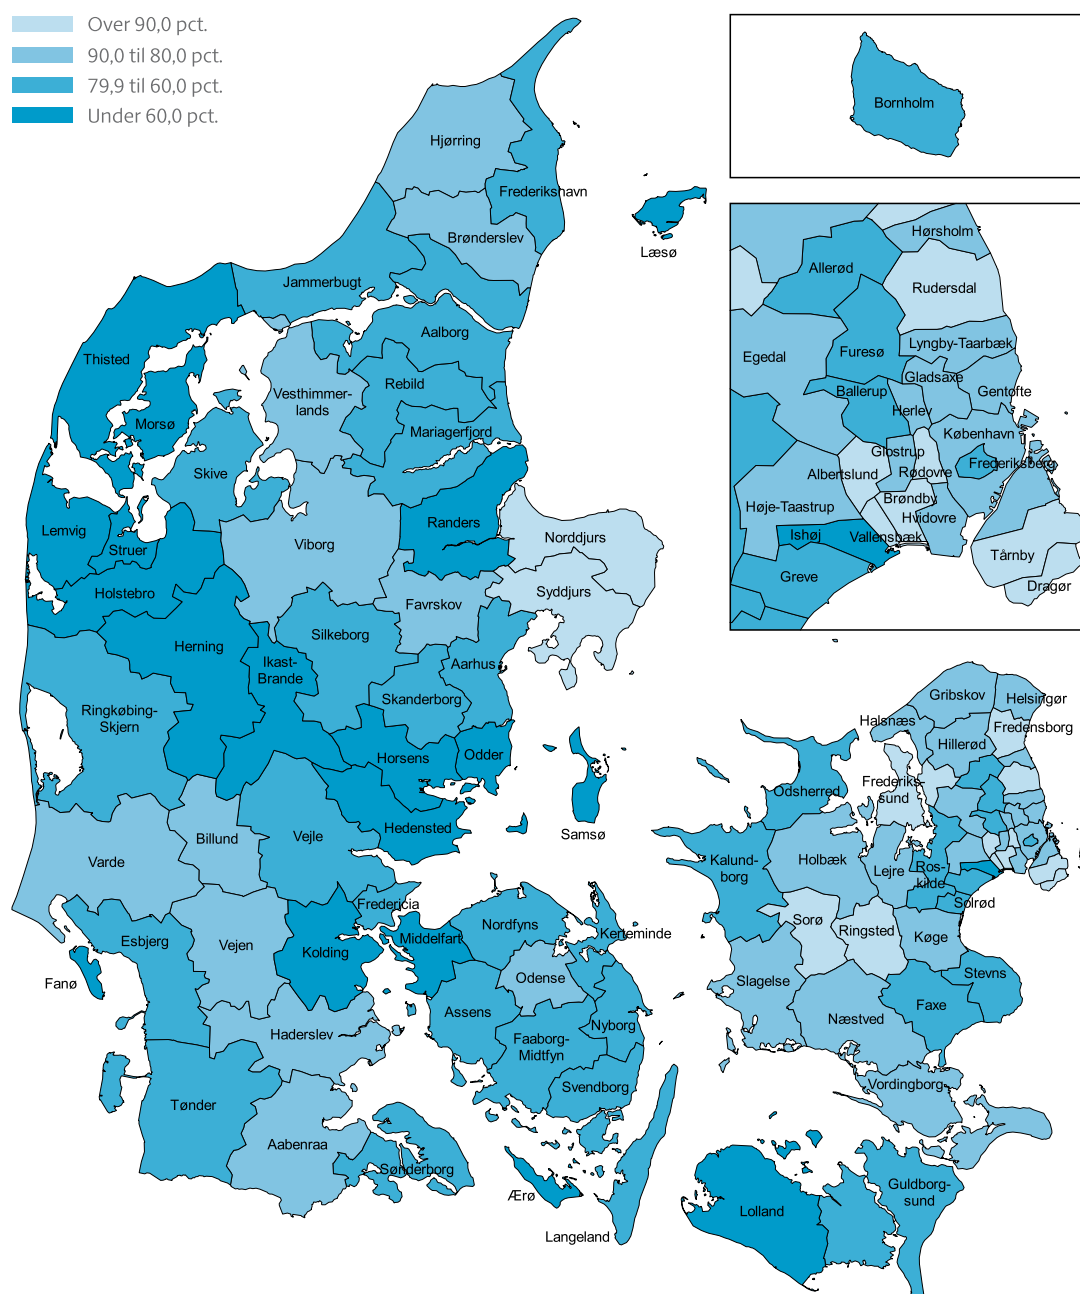 Over 90,0 pct.
90,0 til 80,0 pct.
79,9 til 60,0 pct.
Under 60,0 pct.
Bornholm
Hjørring
Frederikshavn
Brønderslev
Læsø
Jammerbugt
Aalborg
Thisted
Rebild
Vesthimmer-
lands
Morsø
Mariagerfjord
Skive
Lemvig
Randers
Struer
Viborg
Norddjurs
Holstebro
Syddjurs
Favrskov
Silkeborg
Herning
Ikast-
Brande
Aarhus
Skanderborg
Ringkøbing-
Skjern
Horsens
Odder
Hedensted
Samsø
Billund
Vejle
Varde
Fredericia
Esbjerg
Vejen
Kolding
Middelfart
Nordfyns
Kerteminde
Fanø
Odense
Assens
Haderslev
Nyborg
Faaborg-
Midtfyn
Svendborg
Tønder
Aabenraa
Sønderborg
Ærø
Langeland
Hørsholm
Allerød
Rudersdal
Egedal
Furesø
Lyngby-Taarbæk
Gladsaxe
Ballerup
Gentofte
Herlev
København
Glostrup
Frederiksberg
Albertslund
Rødovre
Brøndby
Høje-Taastrup
Hvidovre
Ishøj
Vallensbæk
Tårnby
Greve
Dragør
Gribskov
Helsingør
Halsnæs
Fredensborg
Hillerød
Frederiks-
sund
Odsherred
Holbæk
Kalund-
borg
Lejre
Ros-
kilde
Solrød
Sorø
Ringsted
Køge
Slagelse
Stevns
Faxe
Næstved
Vordingborg
Guldborg-
sund
Lolland